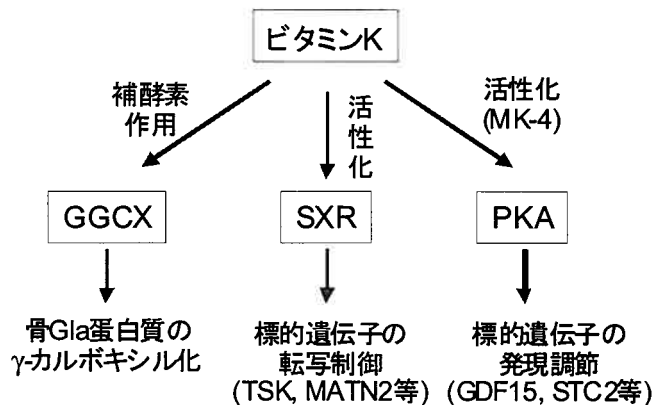 ビタミンK
補酵素
作用
活
性
化
活性化
(MK-4)
GGCX
SXR
PKA
骨Gla蛋白質の
γ-カルボキシル化
標的遺伝子の
転写制御
(TSK, MATN2等)
標的遺伝子の
発現調節
(GDF15, STC2等)